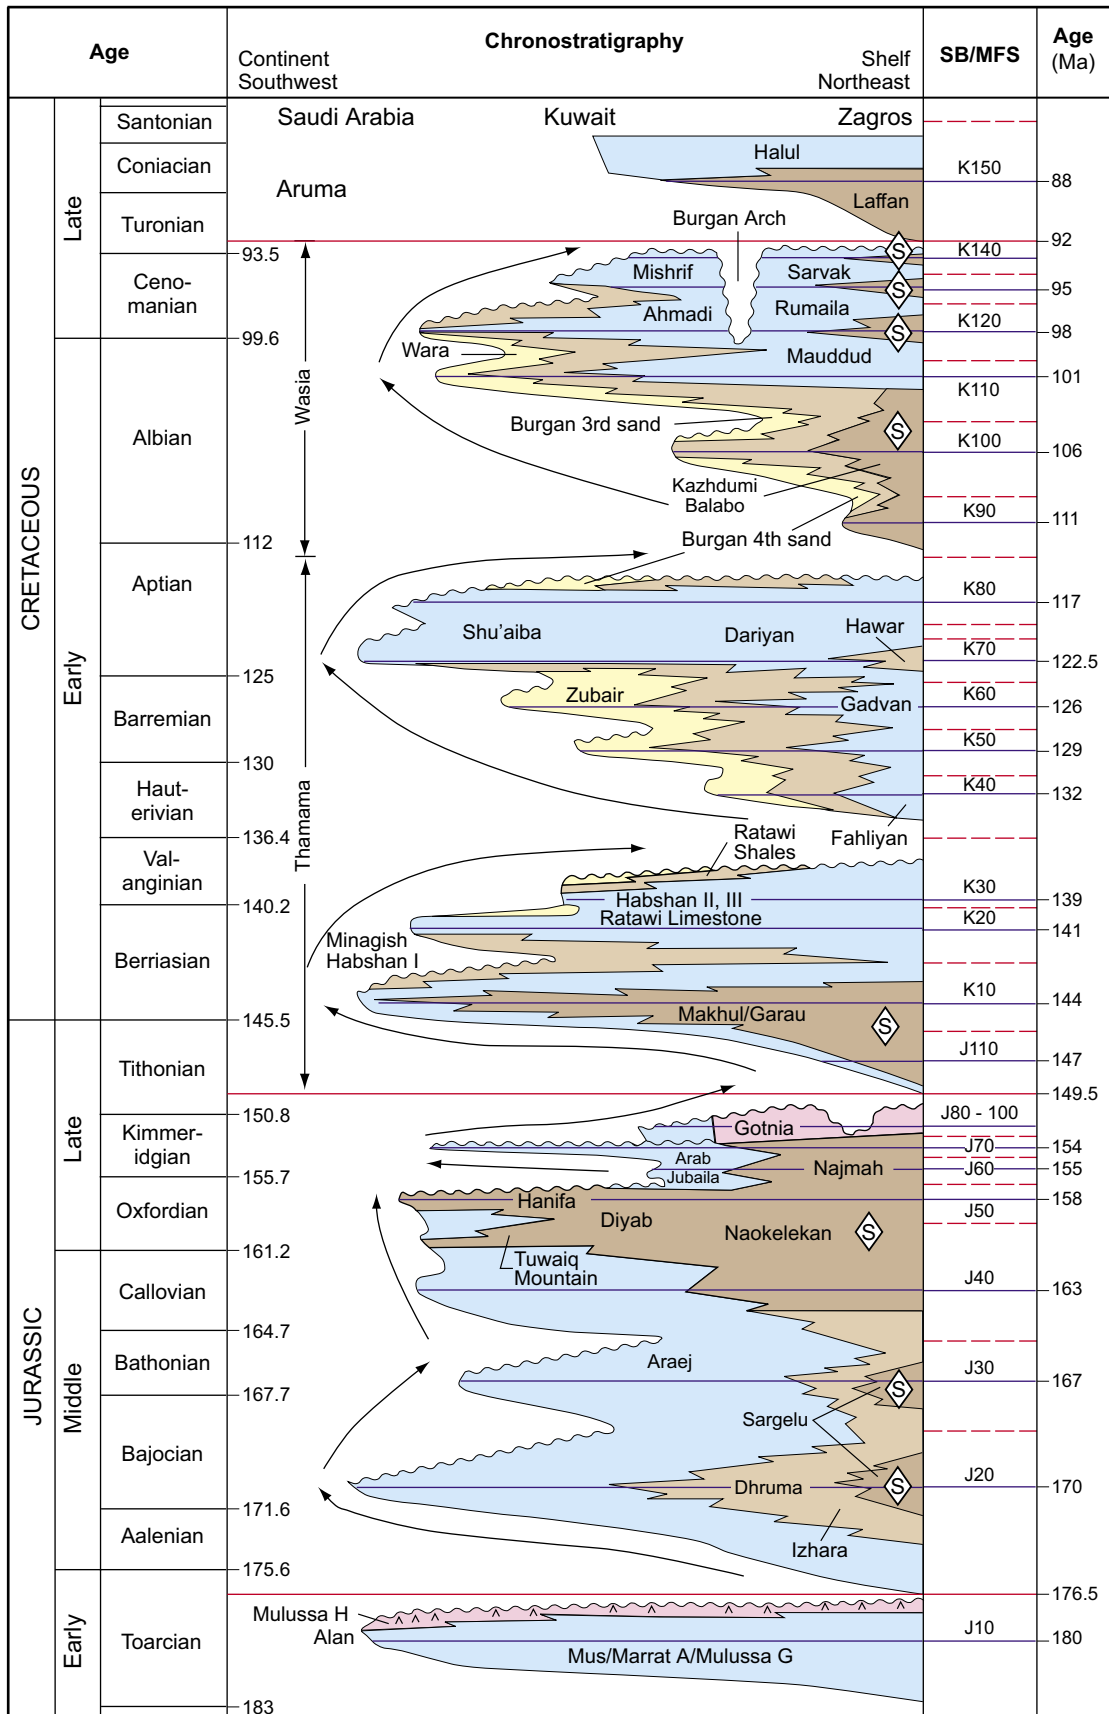 Age
Chronostratigraphy
Continent
Southwest
Shelf
Northeast
SB/MFS
Age
(Ma)
Saudi Arabia
Kuwait
Zagros
CRETACEOUS
Late
Santonian
Coniacian
Turonian
93.5
Ceno-
manian
99.6
Early
Albian
112
Aptian
125
Barremian
130
Haut-
erivian
136.4
Val-
anginian
140.2
Berriasian
145.5
JURASSIC
Late
Tithonian
150.8
Kimmer-
idgian
155.7
Oxfordian
161.2
Middle
Callovian
164.7
Bathonian
167.7
Bajocian
171.6
Aalenian
175.6
Early
Toarcian
183
Aruma
Wasia
Thamama
Halul
Laffan
Burgan Arch
Mishrif
Sarvak
S
Ahmadi
Rumaila
S
Wara
Mauddud
S
Burgan 3rd sand
S
Kazhdumi
Balabo
Burgan 4th sand
Shu’aiba
Dariyan
Hawar
Zubair
Gadvan
Fahliyan
Ratawi
Shales
Habshan II, III
Ratawi Limestone
Minagish
Habshan I
Makhul/Garau
S
Gotnia
Arab
Jubaila
Najmah
Hanifa
Diyab
Naokelekan
S
Tuwaiq
Mountain
Araej
S
Sargelu
Dhruma
S
Izhara
Mulussa H
Alan
Mus/Marrat A/Mulussa G
K150
K140
K120
K110
K100
K90
K80
K70
K60
K50
K40
K30
K20
K10
J110
J80 - 100
J70
J60
J50
J40
J30
J20
J10
88
92
95
98
101
106
111
117
122.5
126
129
132
139
141
144
147
149.5
154
155
158
163
167
170
176.5
180